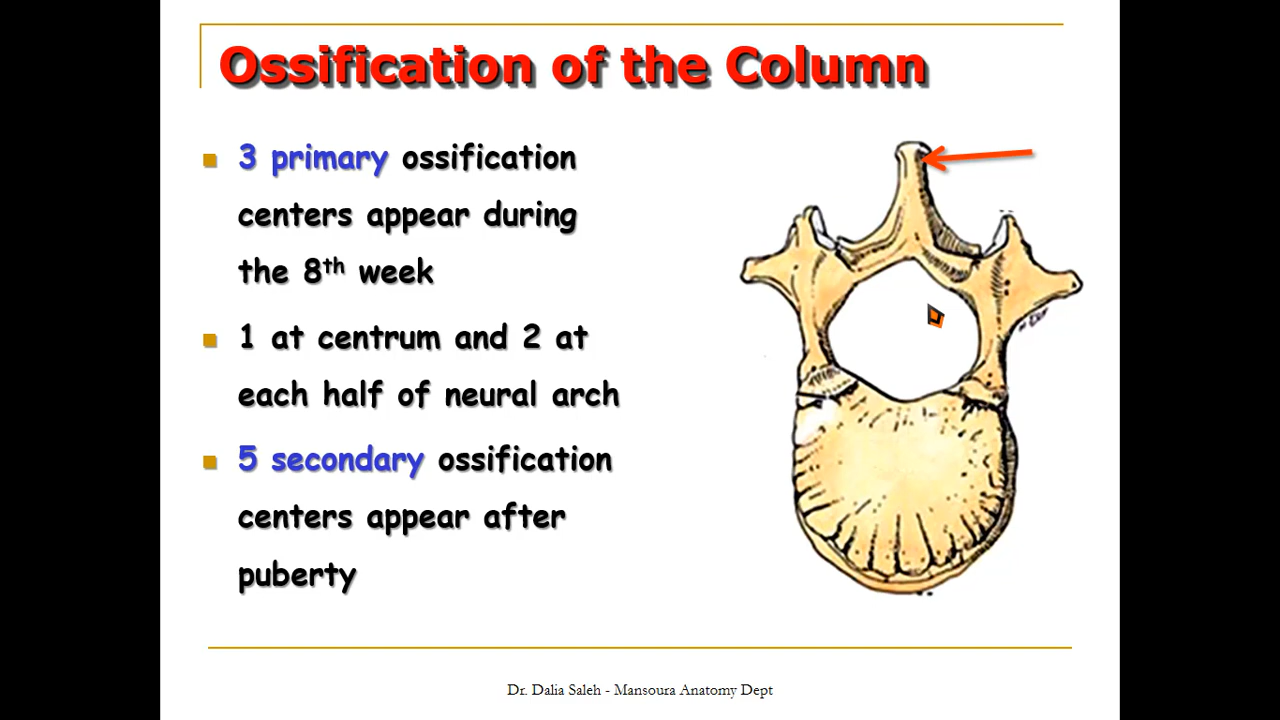 Ossification of the Column
3 primary ossification
centers appear during
the 8th week
1 at centrum and 2 at
each half of neural arch
5 secondary ossification
centers appear after
puberty
Dr. Dalia Saleh - Mansoura Anatomy Dept